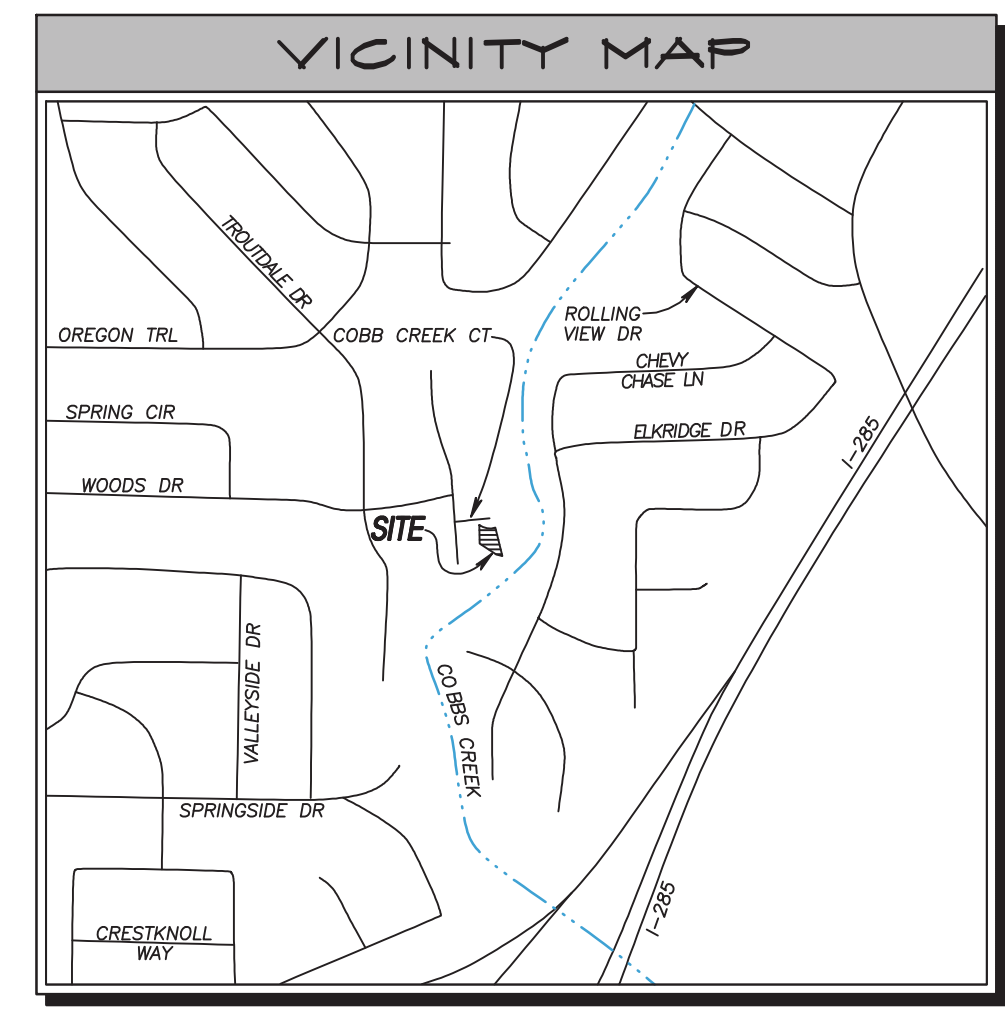 VICINITY MAP
TROUTDALE DR
OREGON TRL
COBB CREEK CT
ROLLING
VIEW DR
CHEVY
CHASE LN
SPRING CIR
ELKRIDGE DR
I-285
WOODS DR
SITE
VALLEYSIDE DR
COBBS CREEK
SPRINGSIDE DR
I-285
CRESTKNOLL
WAY